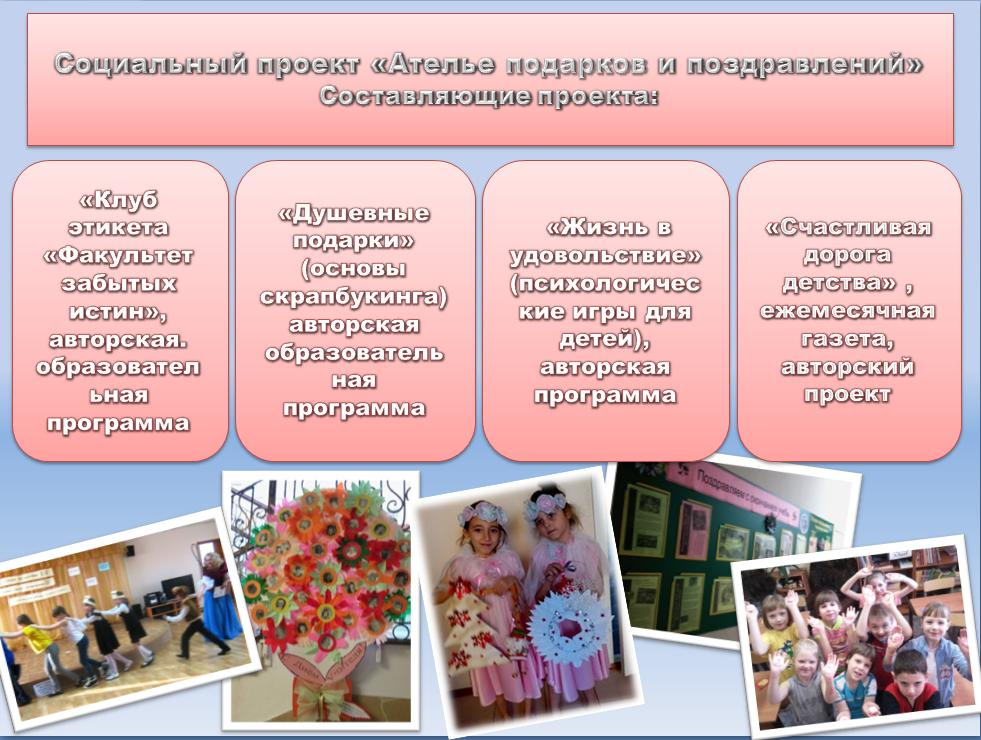 Социальный проект «Ателье подарков и поздравлений»
Составляющие проекта:
«Клуб
этикета
«Факультет
забытых
истин»,
авторская.
образовател
ьная
программа
«Душевные
подарки»
(основы
скрапбукинга)
авторская
образователь
ная
программа
«Жизнь в
удовольствие»
(психологичес
кие игры для
детей),
авторская
программа
«Счастливая
дорога
детства» ,
ежемесячная
газета,
авторский
проект
Поздравляем с